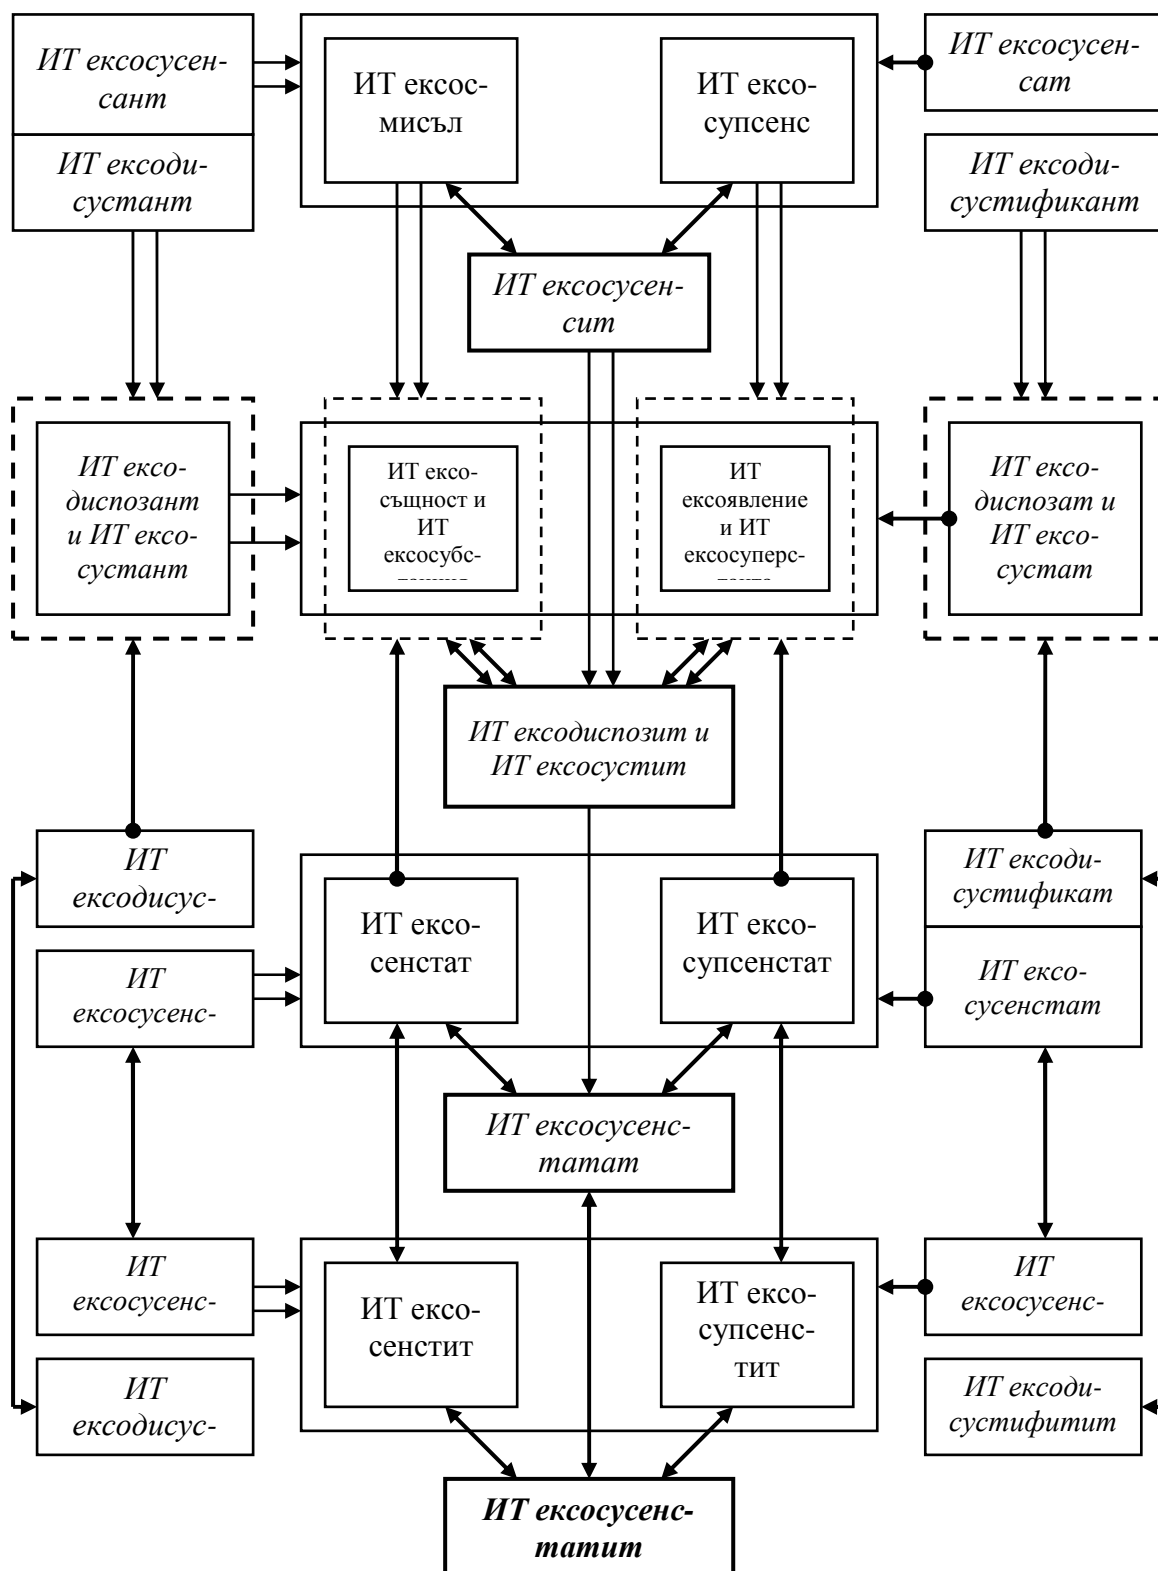 ИТ ексосусен-
сант
ИТ ексос-
мисъл
ИТ ексо-
супсенс
ИТ ексосусен-
сат
ИТ ексоди-
сустант
ИТ ексоди-
сустификант
ИТ ексосусен-
сит
ИТ ексо-
диспозант
и ИТ ексо-
сустант
ИТ ексо-
същност и
ИТ
ексосубс-
ИТ
ексоявление
и ИТ
ексосуперс-
ИТ ексо-
диспозат и
ИТ ексо-
сустат
ИТ ексодиспозит и
ИТ ексосустит
ИТ
ексодисус-
ИТ ексо-
сенстат
ИТ ексо-
супсенстат
ИТ ексоди-
сустификат
ИТ
ексосусенс-
ИТ ексо-
сусенстат
ИТ ексосусенс-
татат
ИТ
ексосусенс-
ИТ ексо-
сенстит
ИТ ексо-
супсенс-
тит
ИТ
ексосусенс-
ИТ
ексодисус-
ИТ ексоди-
сустифитит
ИТ ексосусенс-
татит